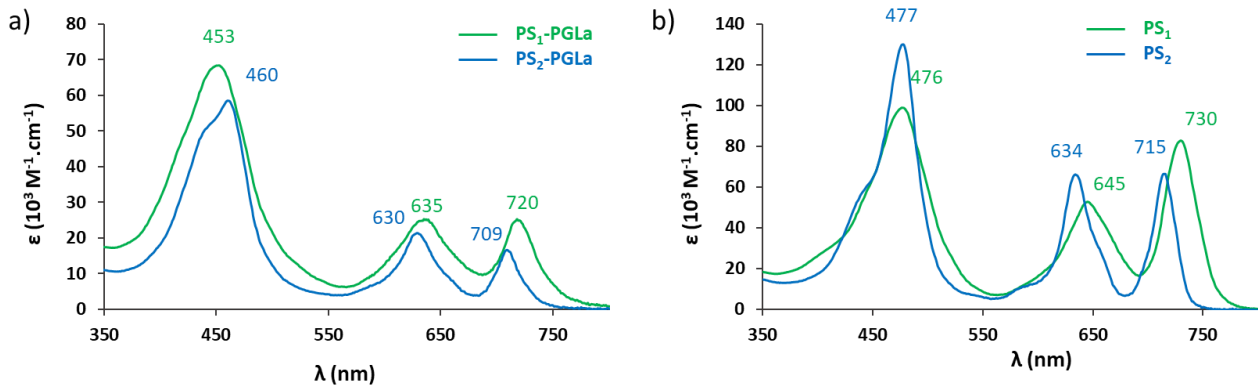 a)
PS₁-PGLa
PS₂-PGLa
453
460
630
635
709
720
80
70
60
50
40
30
20
10
0
ε (10³ M⁻¹.cm⁻¹)
350 450 550 650 750
λ (nm)
b)
PS₁
PS₂
477
476
634
645
715
730
140
120
100
80
60
40
20
0
ε (10³ M⁻¹.cm⁻¹)
350 450 550 650 750
λ (nm)